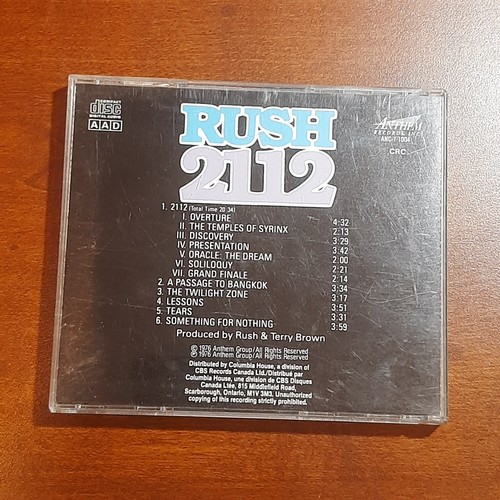 COMPACT
disc
DIGITAL AUDIO
AAD
RUSH
2112
ANTHEM
RECORDS INC.
ANC-1-1004
CRC
1. 2112 (Total Time 20:34)
I. OVERTURE 4:32
II. THE TEMPLES OF SYRINX 2:13
III. DISCOVERY 3:29
IV. PRESENTATION 3:42
V. ORACLE: THE DREAM 2:00
VI. SOLILOQUY 2:21
VII. GRAND FINALE 2:14
2. A PASSAGE TO BANGKOK 3:34
3. THE TWILIGHT ZONE 3:17
4. LESSONS 3:51
5. TEARS 3:31
6. SOMETHING FOR NOTHING 3:59
Produced by Rush & Terry Brown
© 1976 Anthem Group/All Rights Reserved
℗ 1976 Anthem Group/All Rights Reserved
Distributed by Columbia House, a division of
CBS Records Canada Ltd./Distribué par
Columbia House, une division de CBS Disques
Canada Ltée, 815 Middlefield Road,
Scarborough, Ontario, M1V 3M3. Unauthorized
copying of this recording strictly prohibited.